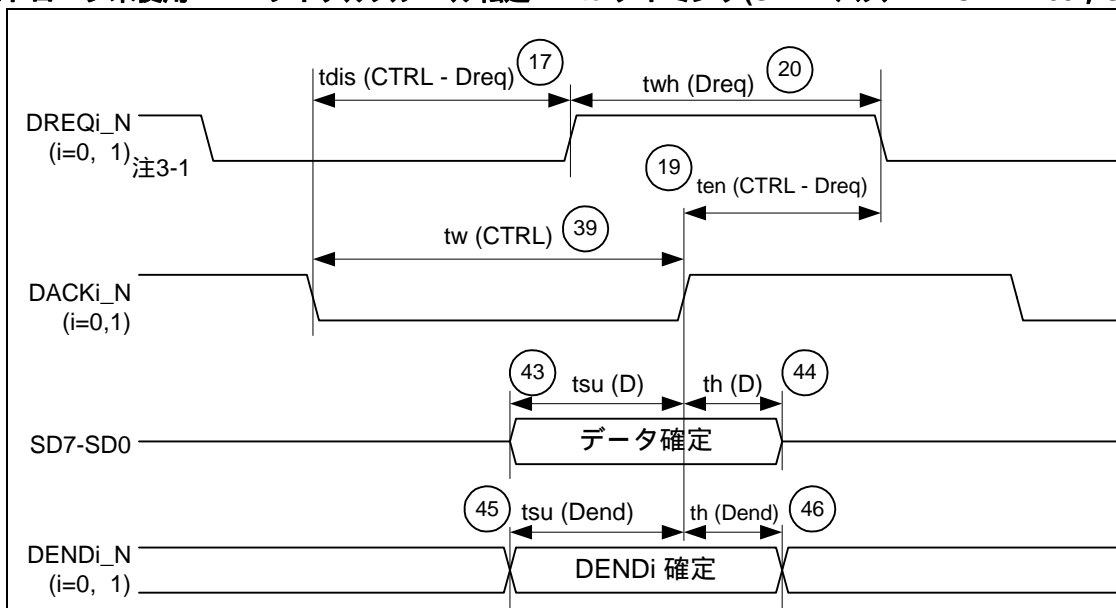 tdis (CTRL - Dreq) 17
twh (Dreq) 20
DREQi_N
(i=0, 1) 注3-1
19 ten (CTRL - Dreq)
tw (CTRL) 39
DACKi_N
(i=0,1)
43 tsu (D) th (D) 44
SD7-SD0 データ確定
45 tsu (Dend) th (Dend) 46
DENDi_N
(i=0, 1)
DENDi 確定